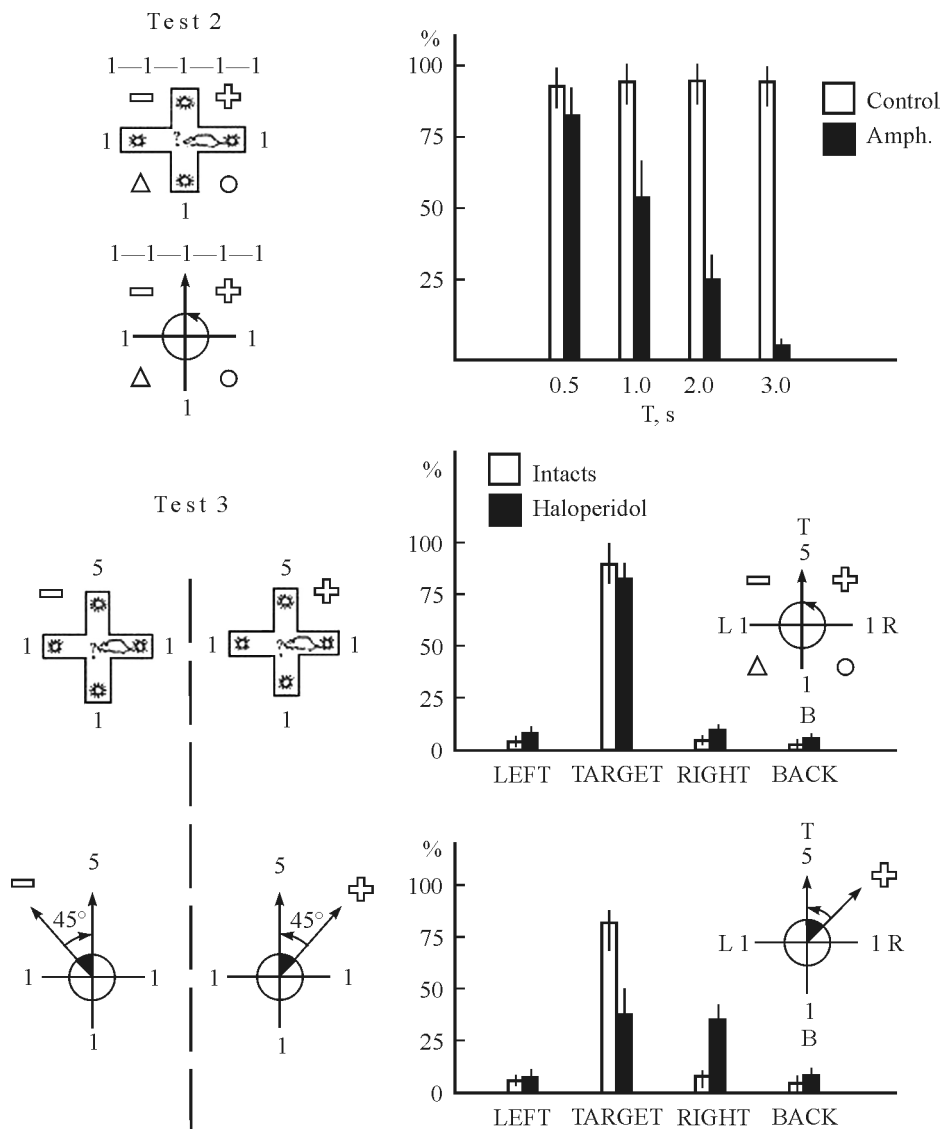 Test 2
1—1—1—1—1
1 ? 1
1
1—1—1—1—1
1 1
1
%
100
75
50
25
Control
Amph.
0.5 1.0 2.0 3.0
T, s
Test 3
5 5
1 ? 1 1 ? 1
1 1
5 5
45° 45°
1 1 1 1
1 1
%
Intacts
Haloperidol
100
75
50
25
0
LEFT TARGET RIGHT BACK
T
5
L 1 1 R
1
B
%
100
75
50
25
0
LEFT TARGET RIGHT BACK
T
5
L 1 1 R
1
B